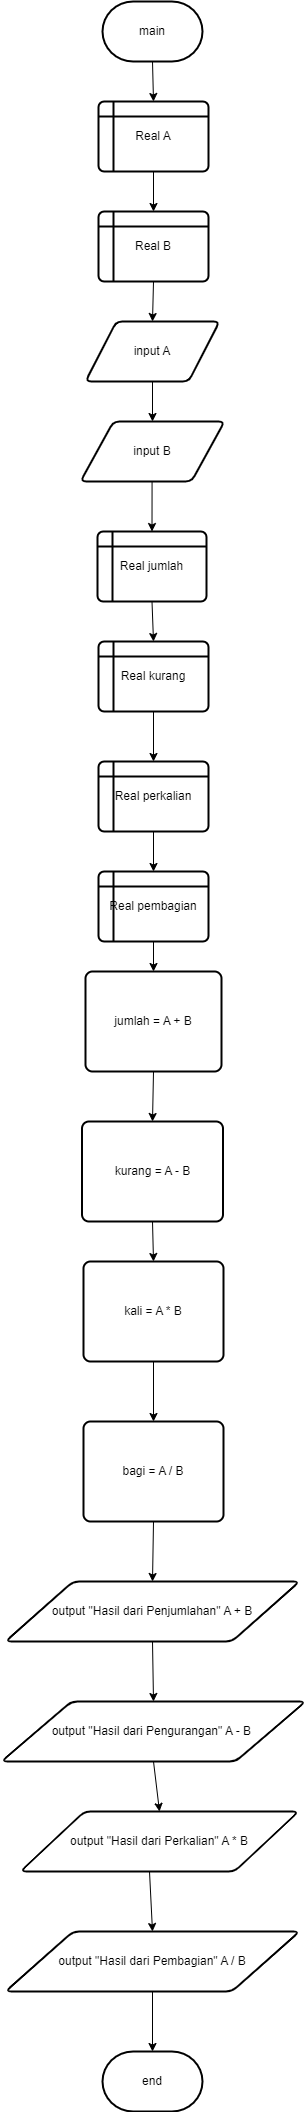 main
Real A
Real B
input A
input B
Real jumlah
Real kurang
Real perkalian
Real pembagian
jumlah = A + B
kurang = A - B
kali = A * B
bagi = A / B
output "Hasil dari Penjumlahan" A + B
output "Hasil dari Pengurangan" A - B
output "Hasil dari Perkalian" A * B
output "Hasil dari Pembagian" A / B
end